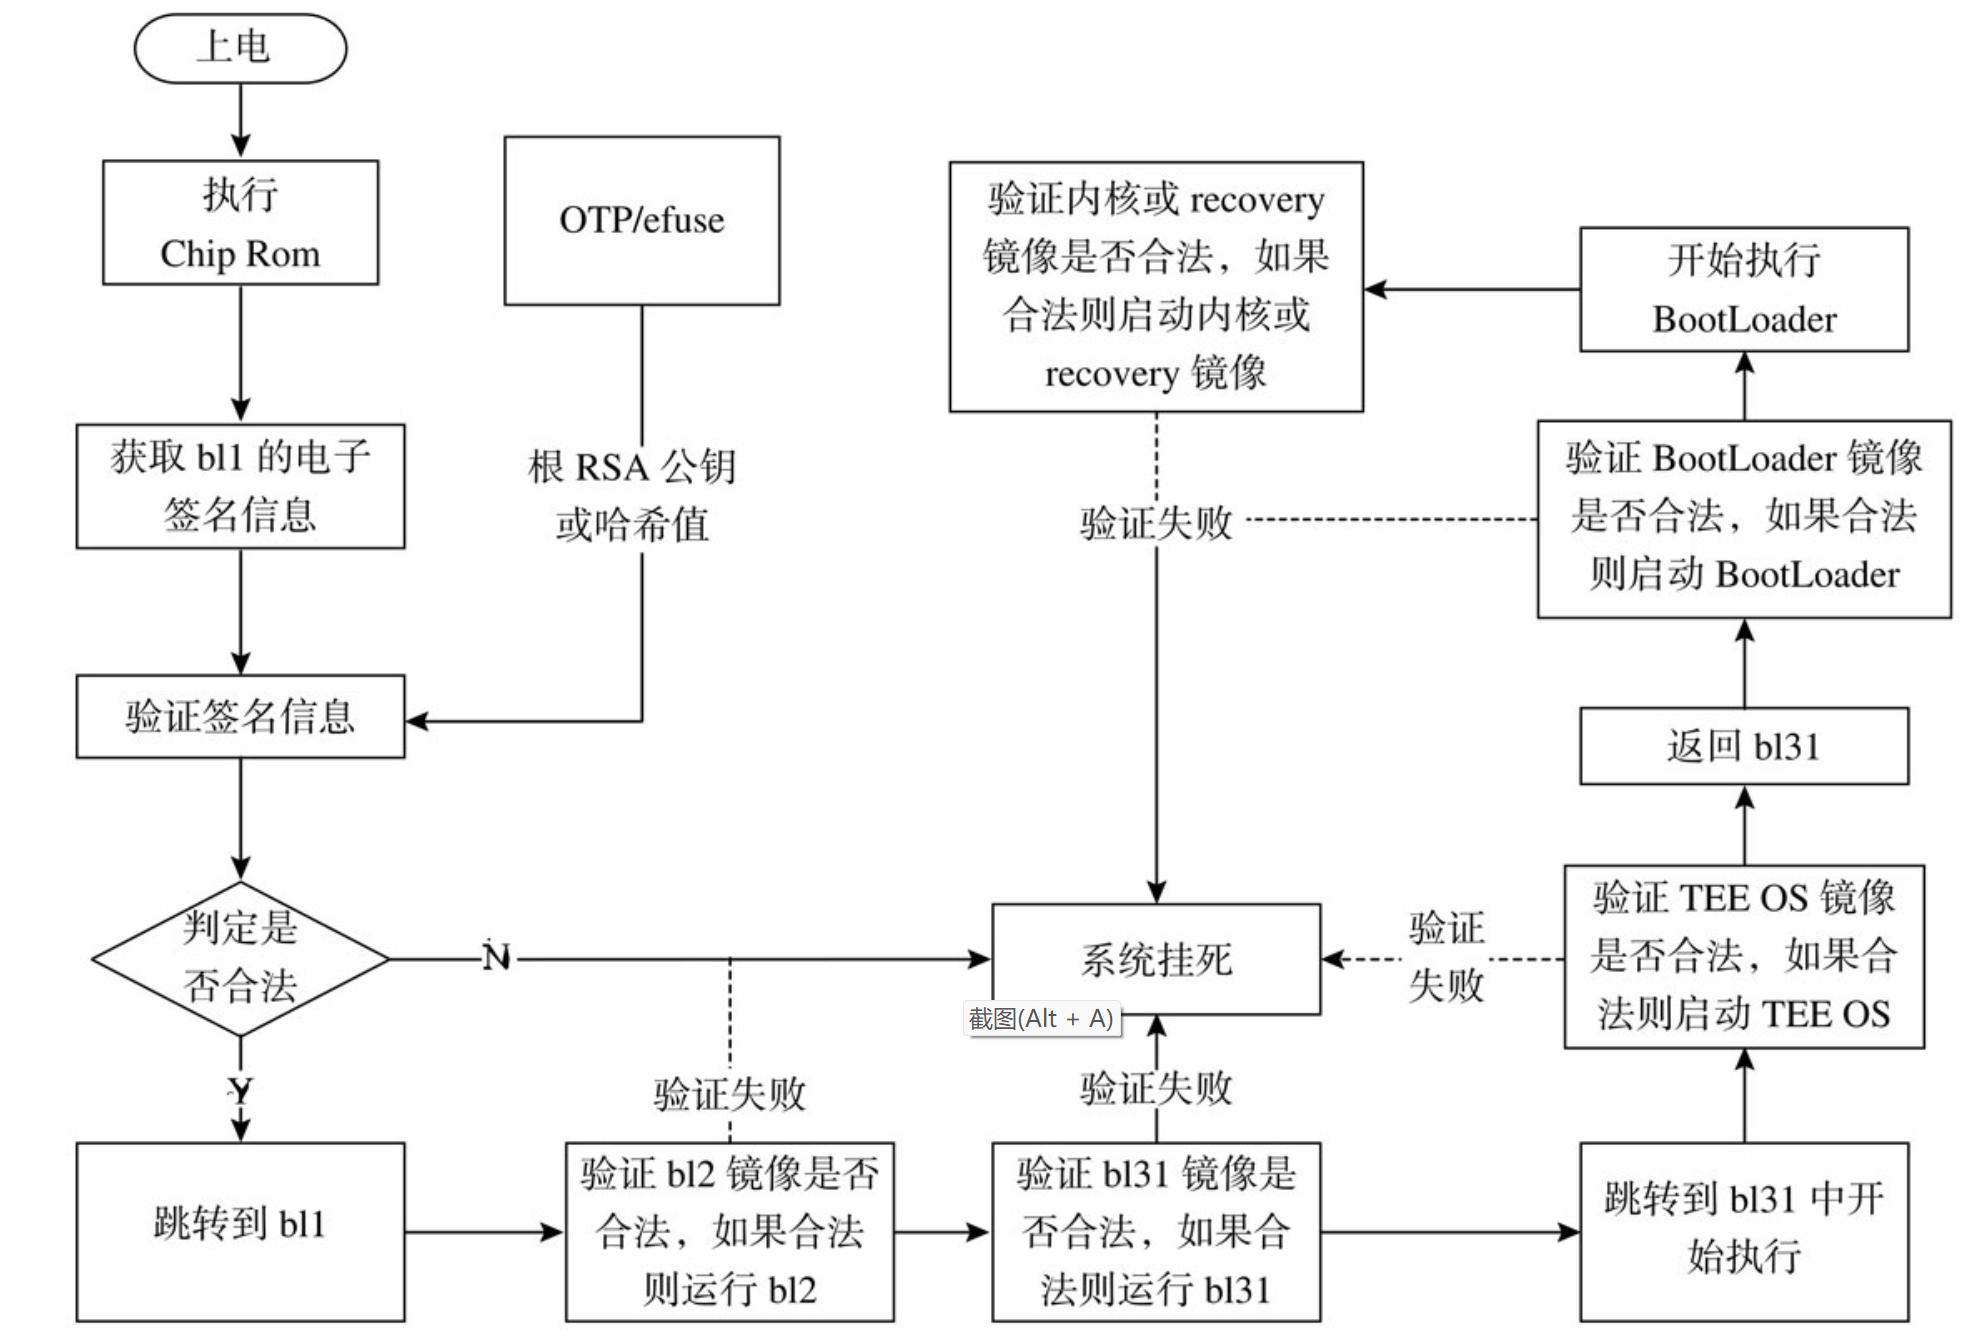 上电
执行
Chip Rom
OTP/efuse
获取 bl1 的电子
签名信息
根 RSA 公钥
或哈希值
验证签名信息
判定是
否合法
N
Y
跳转到 bl1
验证失败
验证 bl2 镜像是否
合法，如果合法
则运行 bl2
验证失败
验证 bl31 镜像是
否合法，如果合
法则运行 bl31
系统挂死
截图(Alt + A)
跳转到 bl31 中开
始执行
验证 TEE OS 镜像
是否合法，如果合
法则启动 TEE OS
验证
失败
返回 bl31
验证 BootLoader 镜像
是否合法，如果合法
则启动 BootLoader
验证失败
开始执行
BootLoader
验证内核或 recovery
镜像是否合法，如果
合法则启动内核或
recovery 镜像